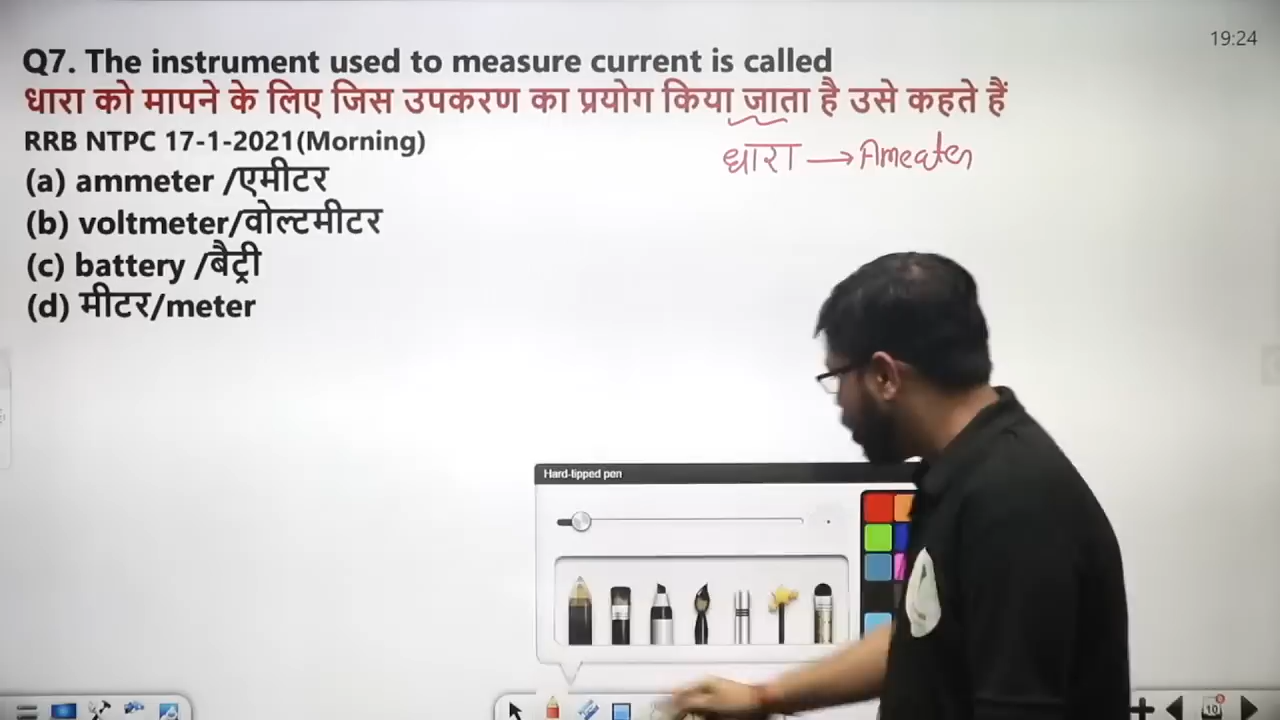 19:24
Q7. The instrument used to measure current is called
धारा को मापने के लिए जिस उपकरण का प्रयोग किया जाता है उसे कहते हैं
RRB NTPC 17-1-2021(Morning)
धारा → Ameater
(a) ammeter /एमीटर
(b) voltmeter/वोल्टमीटर
(c) battery /बैट्री
(d) मीटर/meter
Hard-tipped pen
10